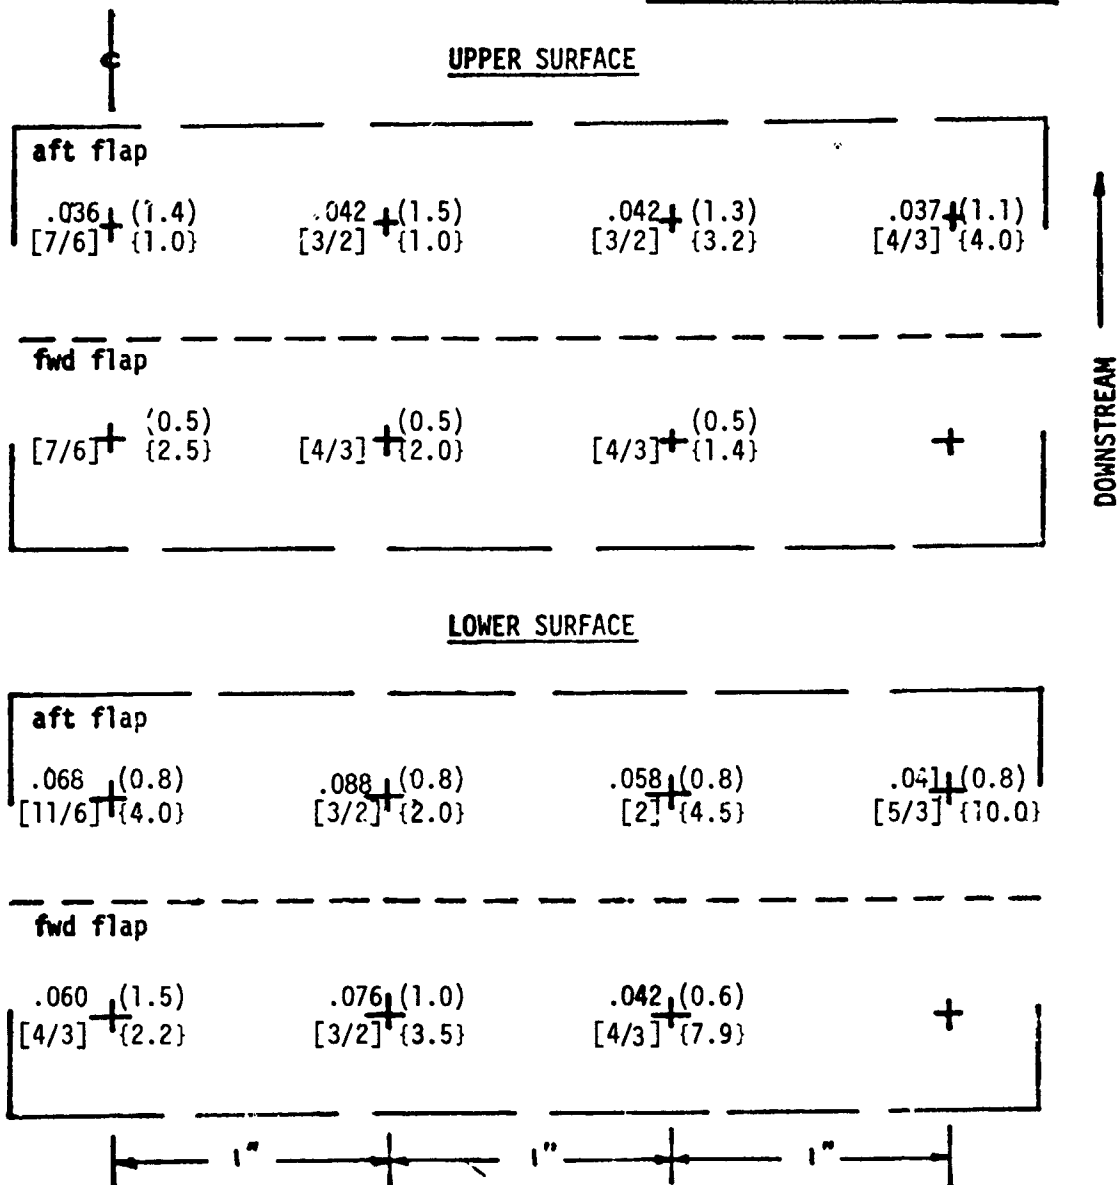 UPPER SURFACE
aft flap
.036 (1.4) .042 (1.5) .042 (1.3) .037 (1.1)
[7/6] {1.0} [3/2] {1.0} [3/2] {3.2} [4/3] {4.0}
fwd flap
(0.5) (0.5) (0.5)
[7/6] {2.5} [4/3] {2.0} [4/3] {1.4}
DOWNSTREAM
LOWER SURFACE
aft flap
.068 (0.8) .088 (0.8) .058 (0.8) .041 (0.8)
[11/6] {4.0} [3/2] {2.0} [2] {4.5} [5/3] {10.0}
fwd flap
.060 (1.5) .076 (1.0) .042 (0.6)
[4/3] {2.2} [3/2] {3.5} [4/3] {7.9}
1" 1" 1"